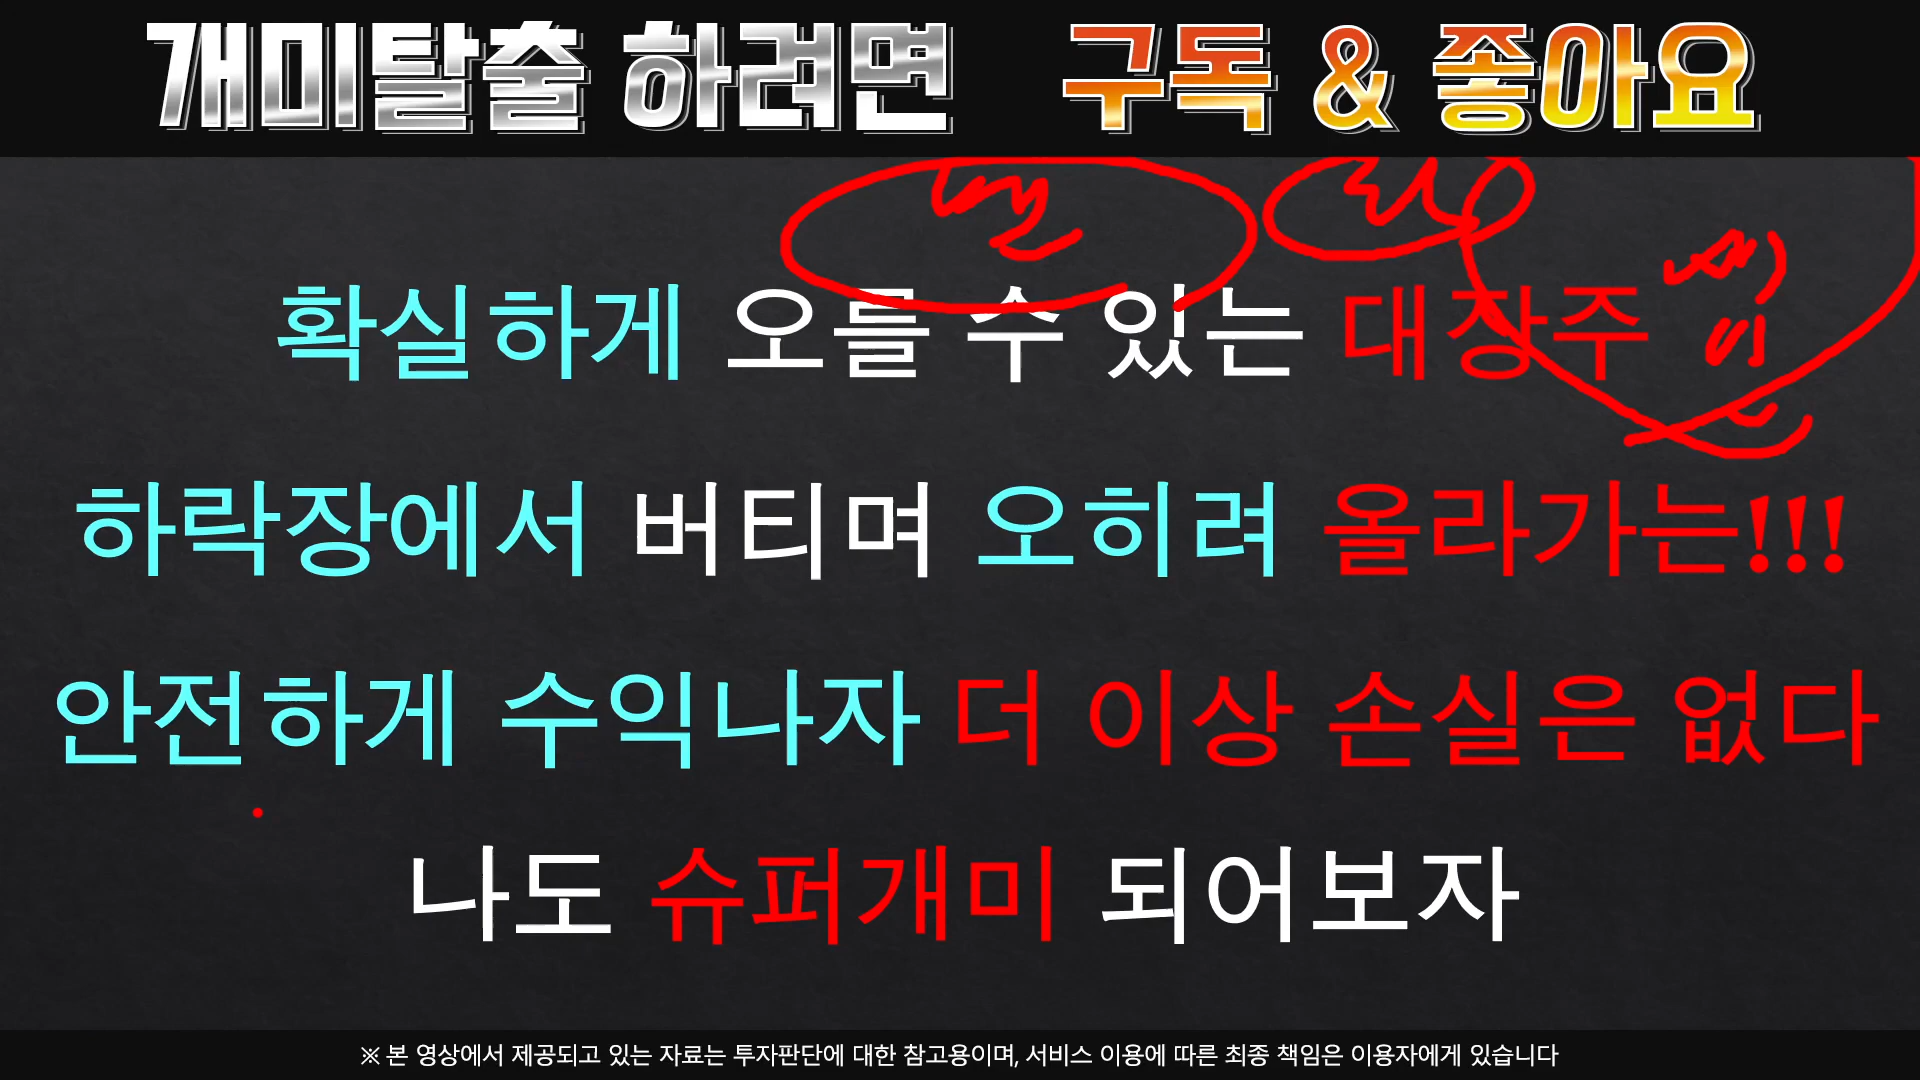 개미탈출 하려면 구독 & 좋아요
확실하게 오를 수 있는 대장주
하락장에서 버티며 오히려 올라가는!!!
안전하게 수익나자 더 이상 손실은 없다
나도 슈퍼개미 되어보자
※ 본 영상에서 제공되고 있는 자료는 투자판단에 대한 참고용이며, 서비스 이용에 따른 최종 책임은 이용자에게 있습니다